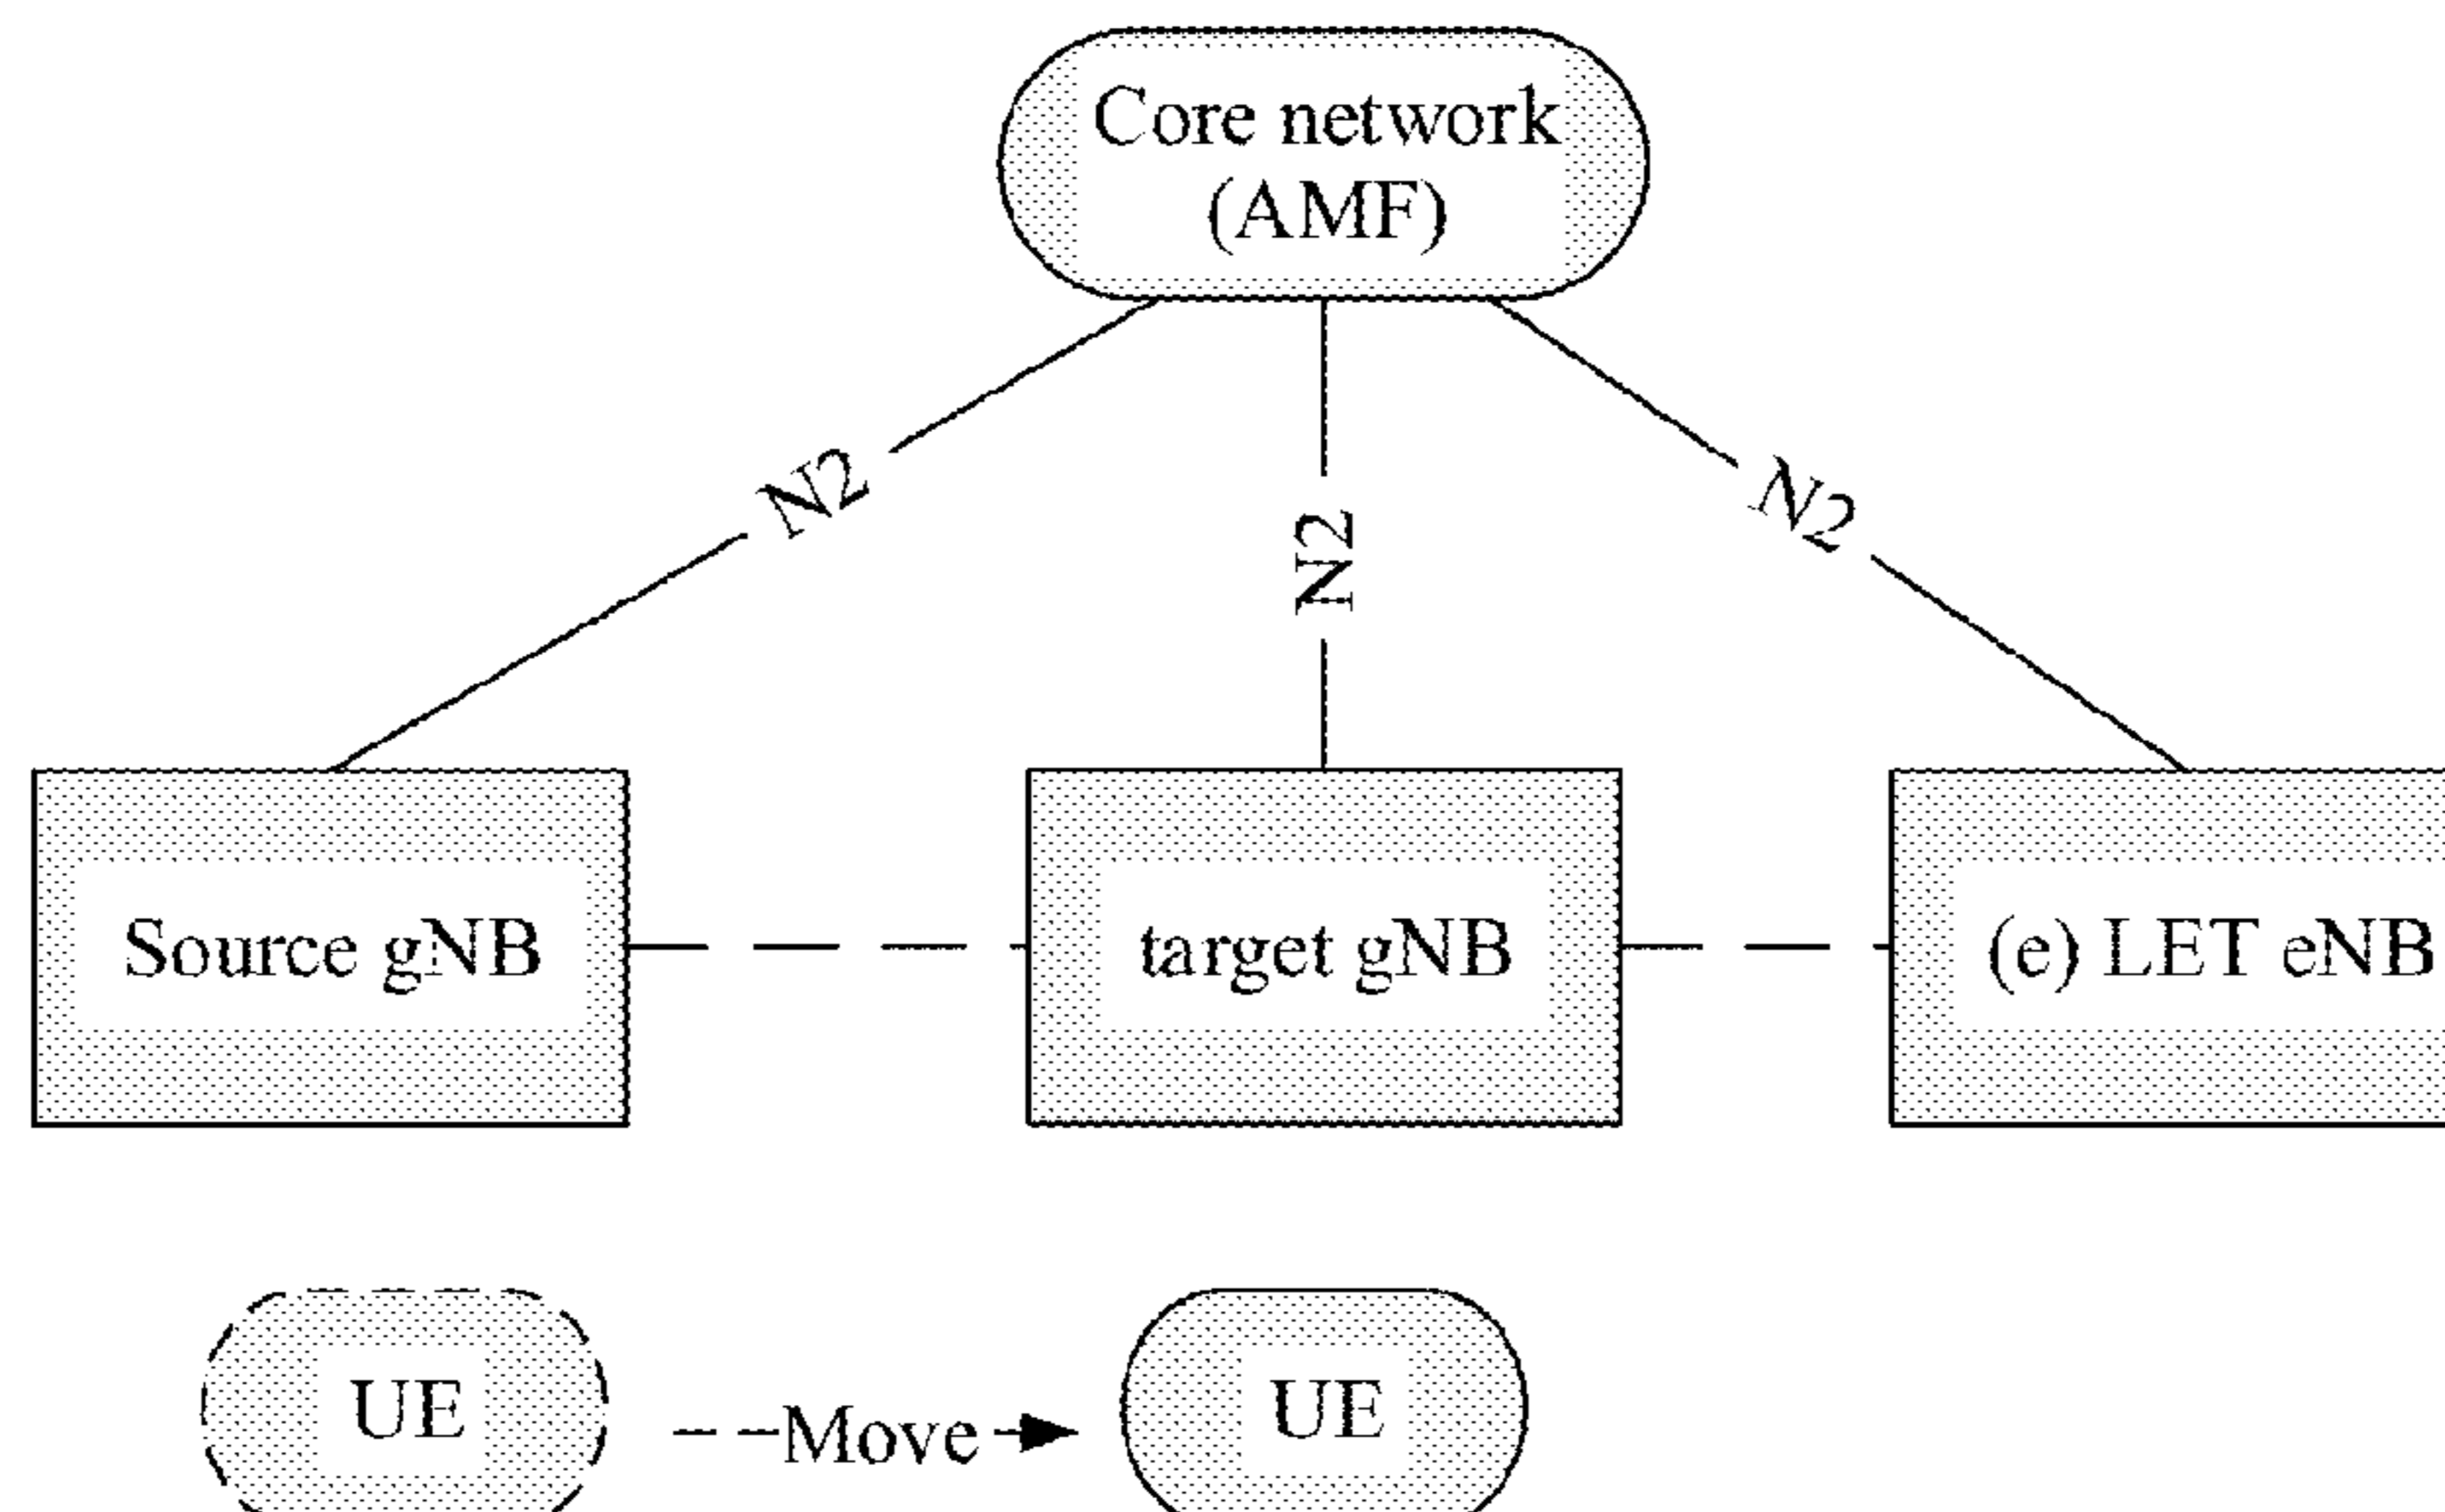 Core network
(AMF)
N2
N2
N2
Source gNB
target gNB
(e) LET eNB
UE
Move
UE